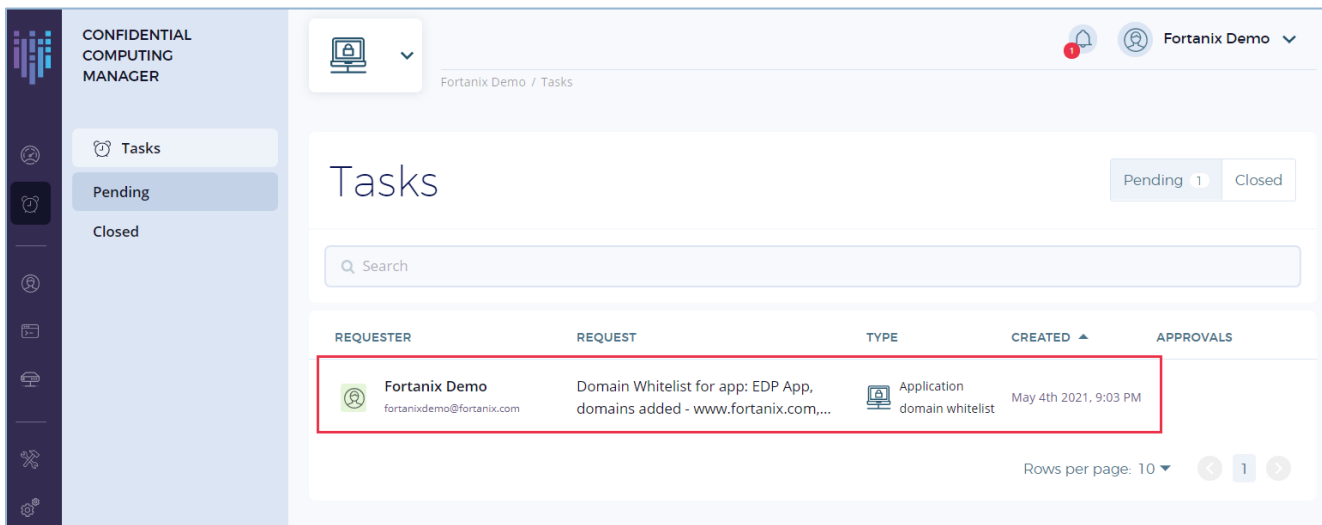 CONFIDENTIAL
COMPUTING
MANAGER
Tasks
Pending
Closed
1
Fortanix Demo
Fortanix Demo / Tasks
Tasks
Pending 1 Closed
Search
REQUESTER REQUEST TYPE CREATED APPROVALS
Fortanix Demo
fortanixdemo@fortanix.com
Domain Whitelist for app: EDP App,
domains added - www.fortanix.com,...
Application
domain whitelist
May 4th 2021, 9:03 PM
Rows per page: 10 1